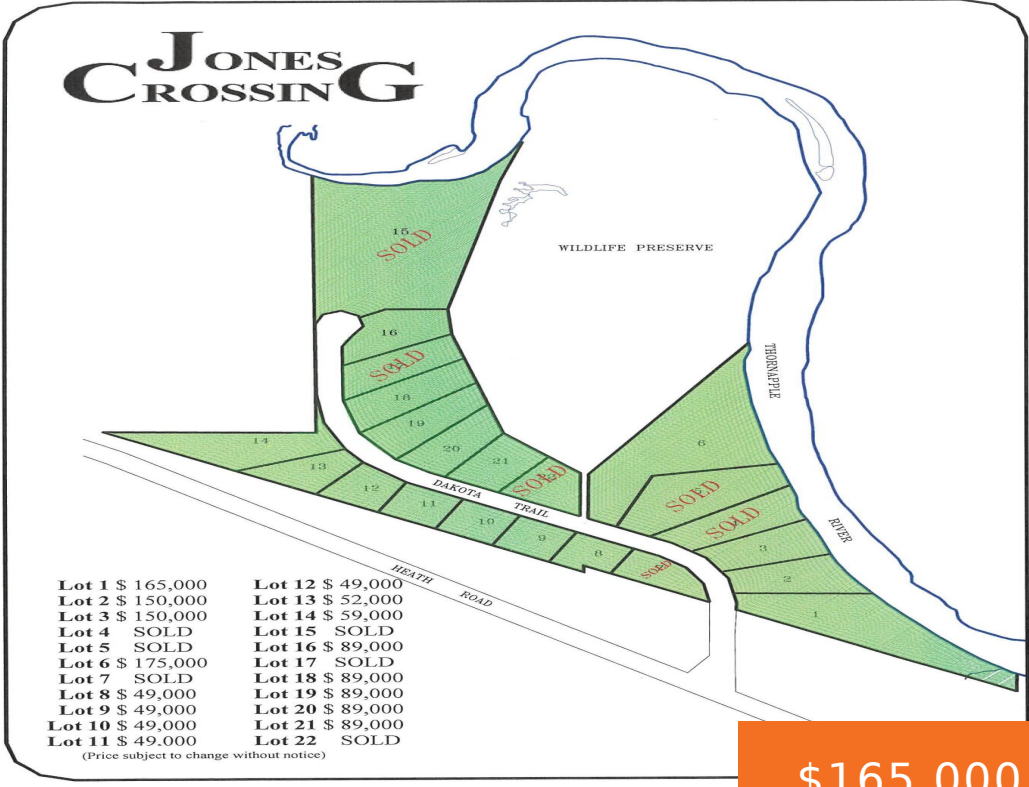 JONES
CROSSING
15
SOLD
WILDLIFE PRESERVE
16
SOLD
THORNAPPLE
18
19
6
14
20
13
21
SOLD
SOLD
12
DAKOTA
TRAIL
11
SOLD
RIVER
10
9
3
8
SOLD
2
HEATH
ROAD
1
Lot 1 $ 165,000
Lot 2 $ 150,000
Lot 3 $ 150,000
Lot 4 SOLD
Lot 5 SOLD
Lot 6 $ 175,000
Lot 7 SOLD
Lot 8 $ 49,000
Lot 9 $ 49,000
Lot 10 $ 49,000
Lot 11 $ 49.000
Lot 12 $ 49,000
Lot 13 $ 52,000
Lot 14 $ 59,000
Lot 15 SOLD
Lot 16 $ 89,000
Lot 17 SOLD
Lot 18 $ 89,000
Lot 19 $ 89,000
Lot 20 $ 89,000
Lot 21 $ 89,000
Lot 22 SOLD
(Price subject to change without notice)
$165,000